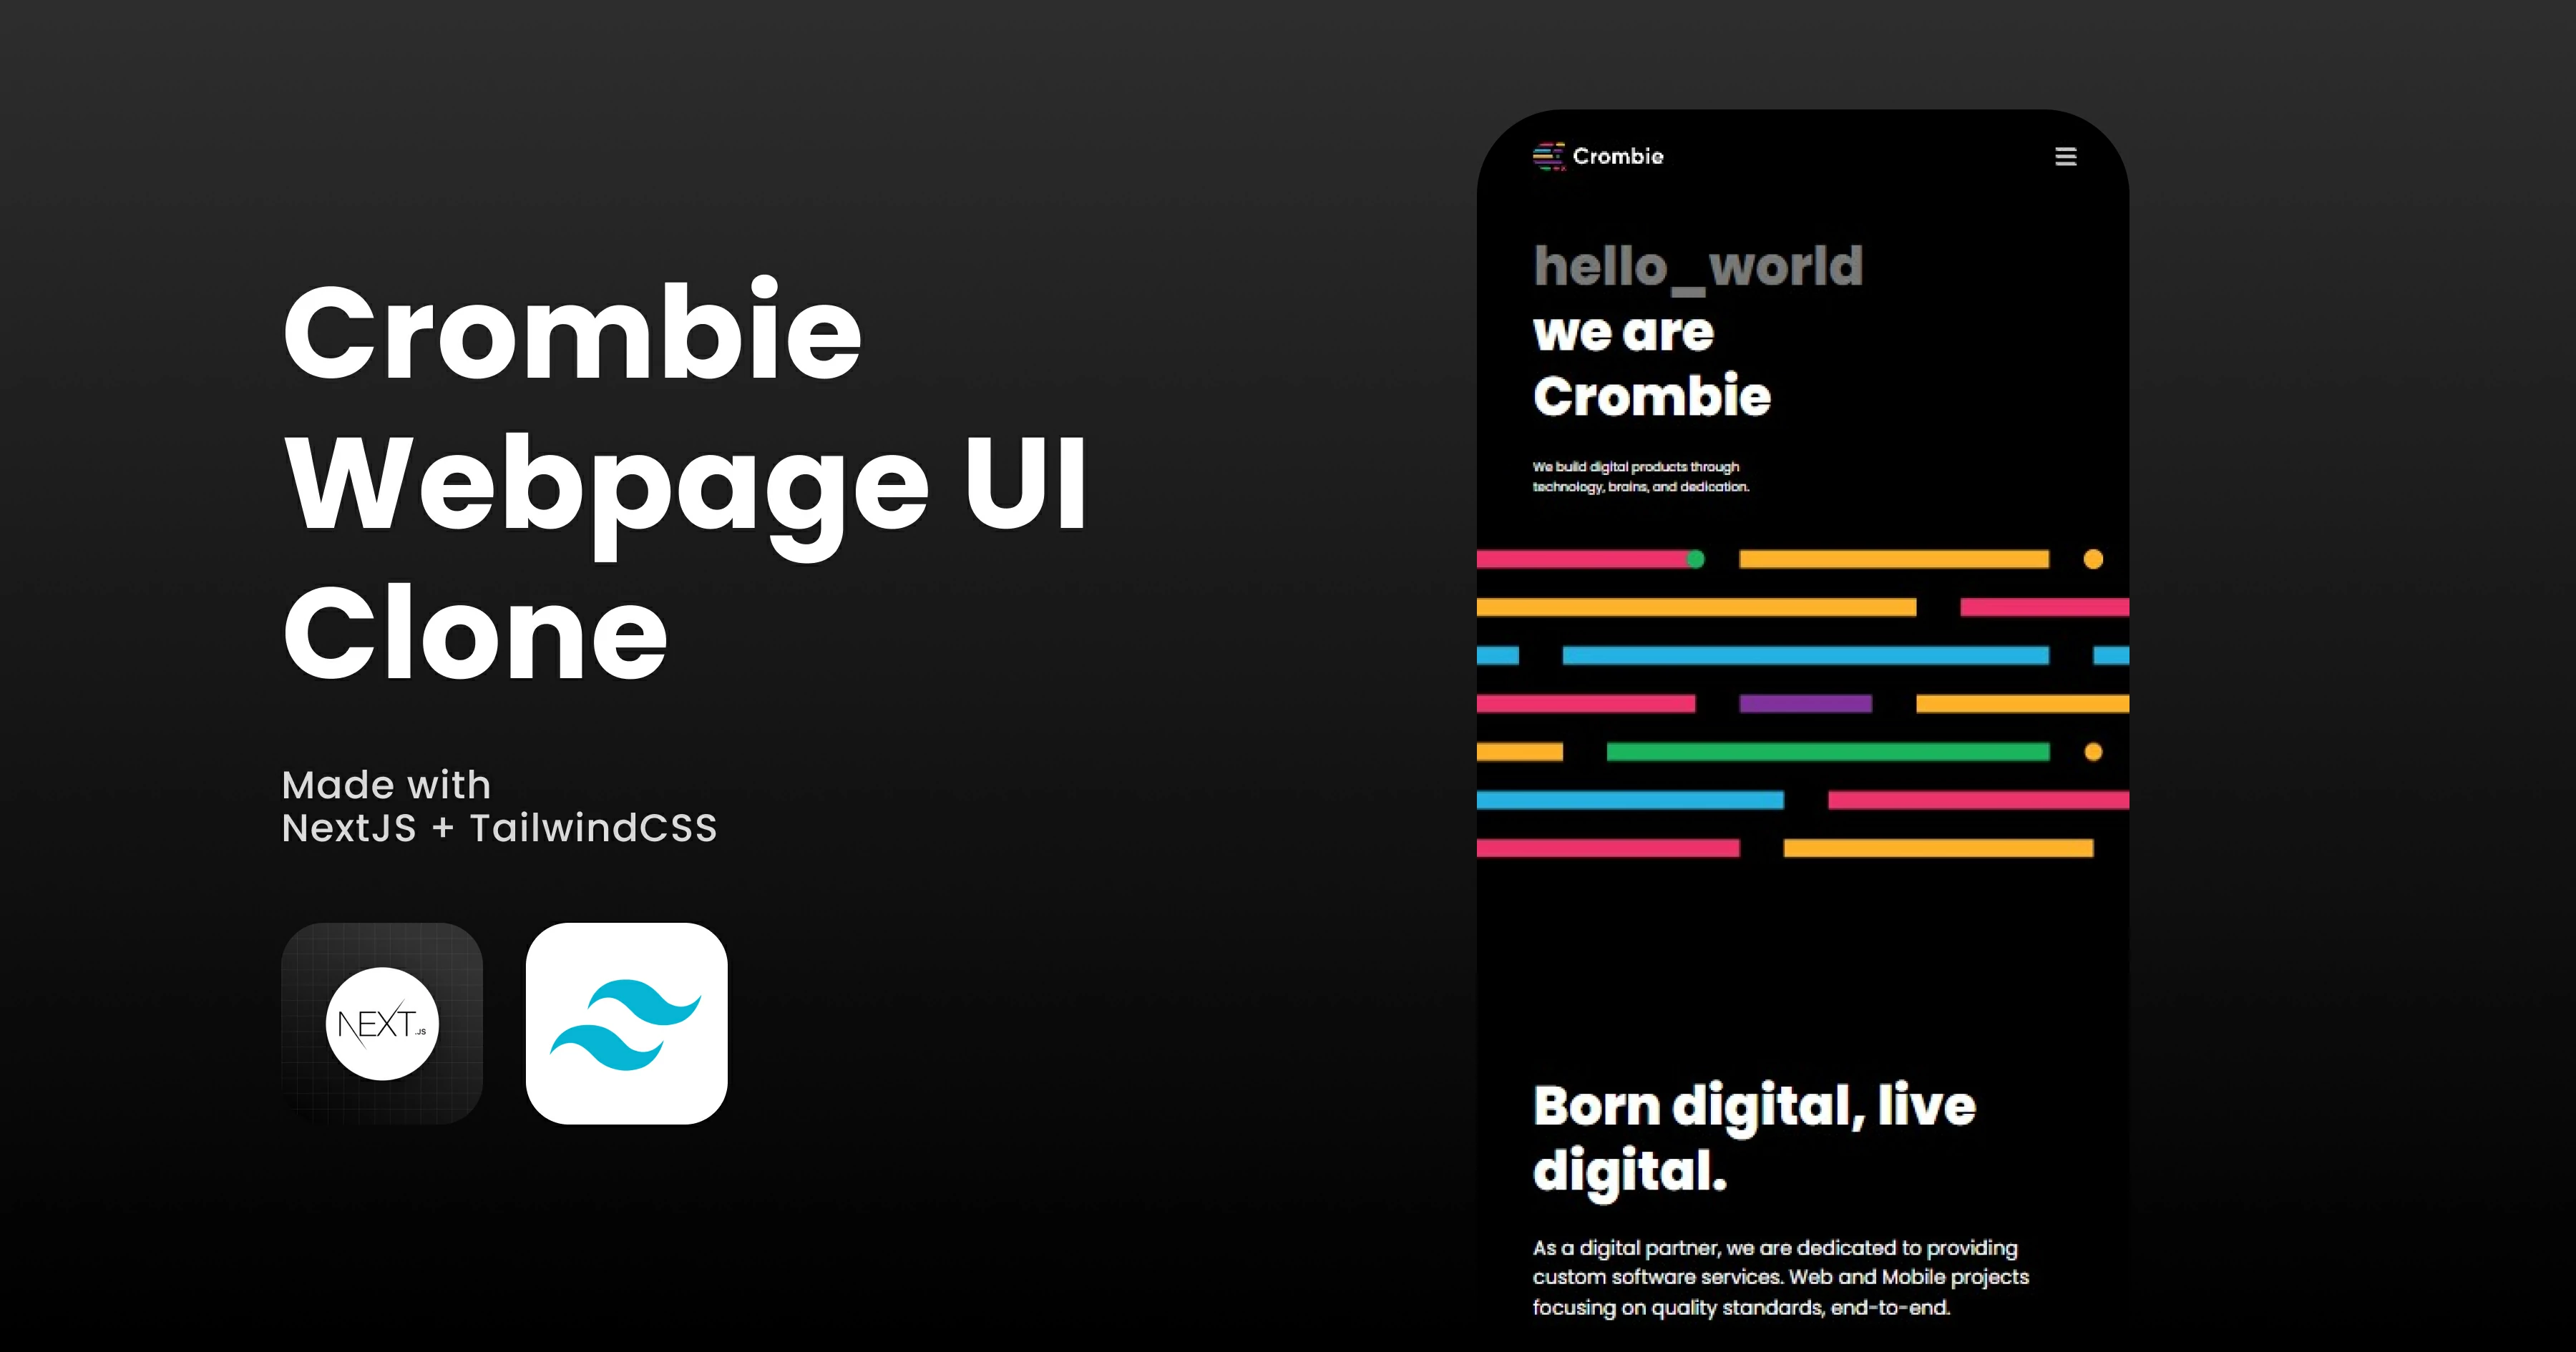 Crombie
Webpage UI
Clone
Made with
NextJS + TailwindCSS
NEXT.JS
Crombie
hello_world
we are
Crombie
We build digital products through
technology, brains, and dedication.
Born digital, live
digital.
As a digital partner, we are dedicated to providing
custom software services. Web and Mobile projects
focusing on quality standards, end-to-end.